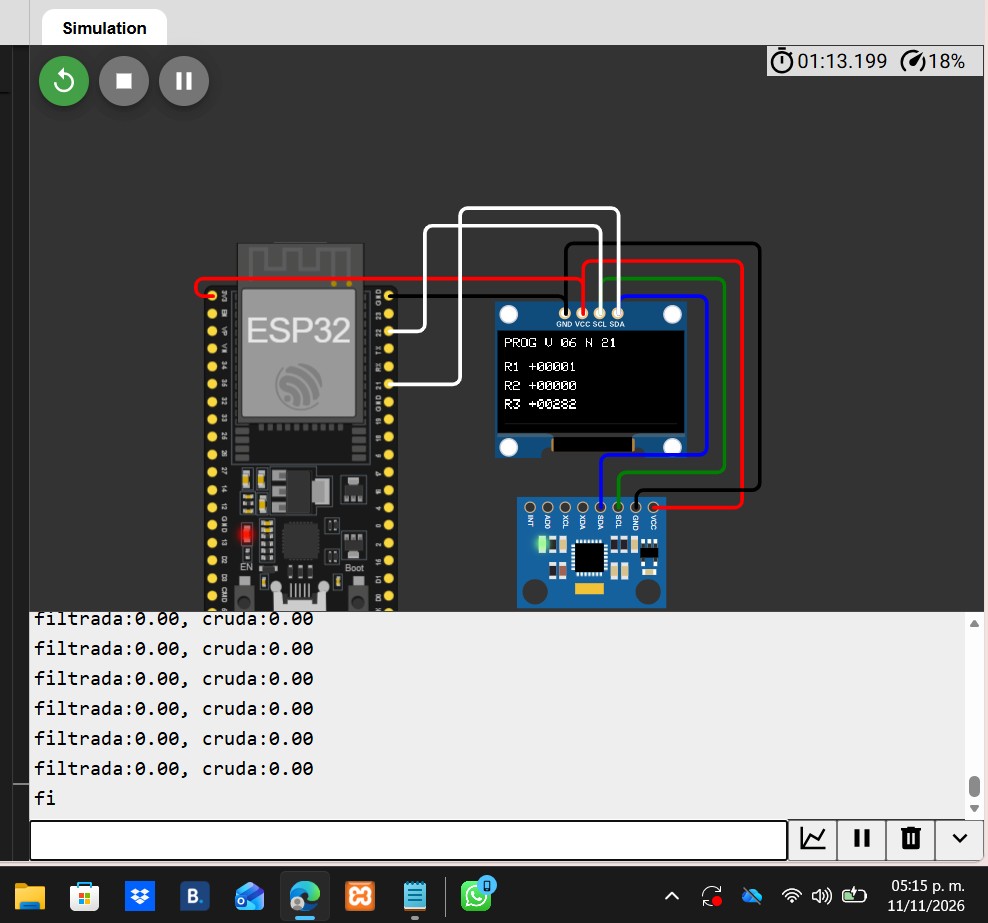 Simulation
01:13.199 18%
ESP32
GND VCC SCL SDA
PROG V 06 N 21
R1 +00001
R2 +00000
R3 +00282
INT AD0 XCL XDA SDA SCL GND VCC
EN
Boot
filtrada:0.00, cruda:0.00
filtrada:0.00, cruda:0.00
filtrada:0.00, cruda:0.00
filtrada:0.00, cruda:0.00
filtrada:0.00, cruda:0.00
filtrada:0.00, cruda:0.00
fi
B.
05:15 p. m.
11/11/2026